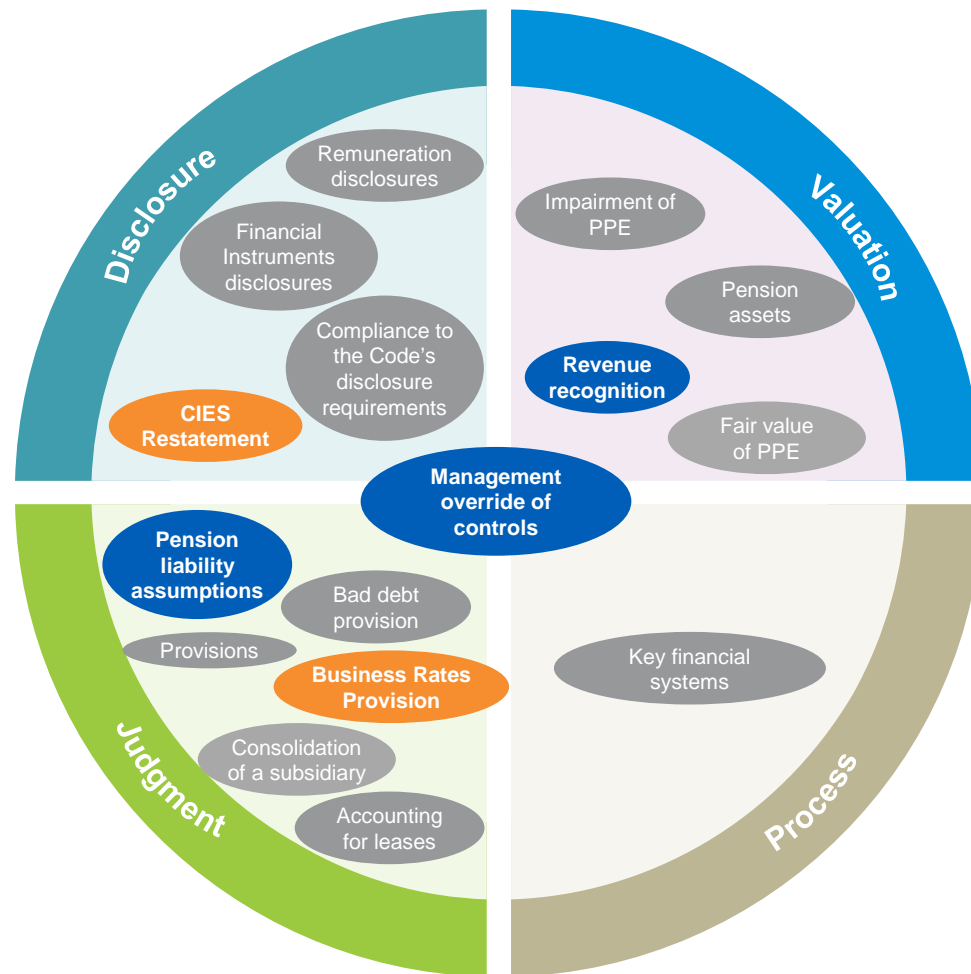 Disclosure
Remuneration
disclosures
Financial
Instruments
disclosures
Compliance to
the Code's
disclosure
requirements
CIES
Restatement
Valuation
Impairment of
PPE
Pension
assets
Revenue
recognition
Fair value
of PPE
Management
override of
controls
Judgment
Pension
liability
assumptions
Bad debt
provision
Provisions
Business Rates
Provision
Consolidation
of a subsidiary
Accounting
for leases
Process
Key financial
systems